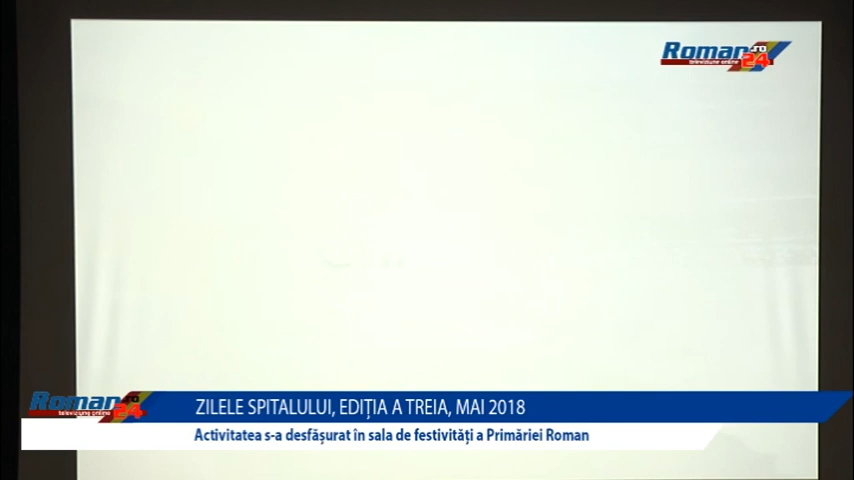 Roman.ro
televiziune online 24
Roman.ro
televiziune online 24
ZILELE SPITALULUI, EDIȚIA A TREIA, MAI 2018
Activitatea s-a desfășurat în sala de festivități a Primăriei Roman